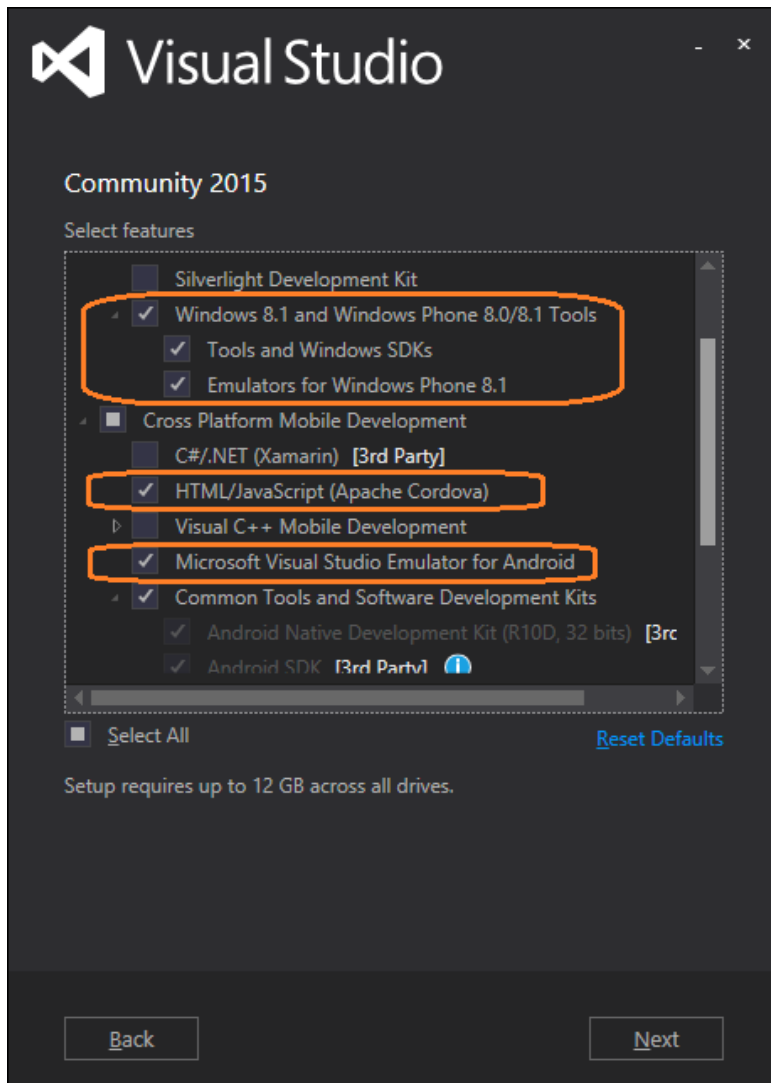 Visual Studio
Community 2015
Select features
Silverlight Development Kit
Windows 8.1 and Windows Phone 8.0/8.1 Tools
Tools and Windows SDKs
Emulators for Windows Phone 8.1
Cross Platform Mobile Development
C#/.NET (Xamarin) [3rd Party]
HTML/JavaScript (Apache Cordova)
Visual C++ Mobile Development
Microsoft Visual Studio Emulator for Android
Common Tools and Software Development Kits
Android Native Development Kit (R10D, 32 bits) [3rc
Android SDK [3rd Party]
Select All
Reset Defaults
Setup requires up to 12 GB across all drives.
Back
Next